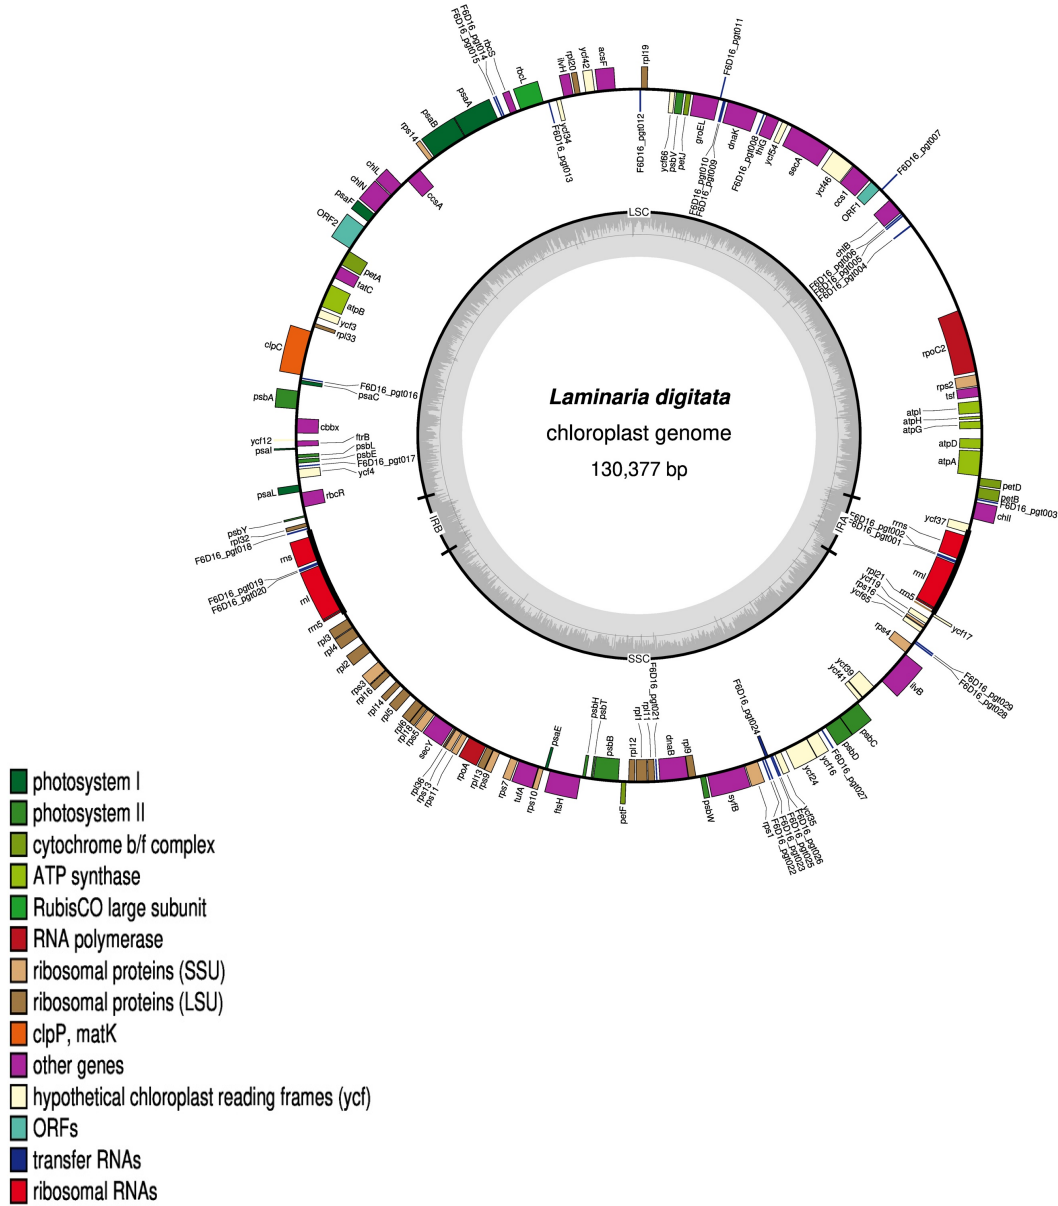 Laminaria digitata
chloroplast genome
130,377 bp
LSC
IRB
IRA
SSC
F6D16_pgt011
rpl19
F6D16_pgt012
ycf66
psbV
petJ
groEL
F6D16_pgt010
F6D16_pgt009
dnaK
F6D16_pgt008
thiG
ycf54
secA
ycf46
ccs1
ORF1
F6D16_pgt007
chlB
F6D16_pgt006
F6D16_pgt005
F6D16_pgt004
rpoC2
rps2
tsf
atpI
atpH
atpG
atpD
atpA
petD
petB
F6D16_pgt003
chlI
ycf37
rrns
F6D16_pgt002
F6D16_pgt001
rrnl
rpl21
rrn5
ycf19
rps16
ycf65
ycf17
rps4
F6D16_pgt029
F6D16_pgt028
ilvB
ycf39
ycf41
psbC
psbD
F6D16_pgt027
ycf16
ycf24
ycf35
F6D16_pgt026
F6D16_pgt025
F6D16_pgt024
F6D16_pgt023
F6D16_pgt022
rps1
syfB
psbW
rpl9
dnaB
F6D16_pgt021
rpl11
rpl1
rpl12
petF
psbB
psbT
psbH
ftsH
psaE
rps10
tufA
rps7
rps9
rpl13
rpoA
rps11
rps13
rpl36
secY
rps5
rpl18
rpl6
rpl5
rpl14
rpl16
rps3
rpl2
rpl4
rpl3
rrn5
rnl
F6D16_pgt020
F6D16_pgt019
rns
F6D16_pgt018
rpl32
psbY
rbcR
psaL
ycf4
F6D16_pgt017
psbE
psbL
psaI
ftrB
ycf12
cbbx
psbA
psaC
F6D16_pgt016
clpC
rpl33
ycf3
atpB
tatC
petA
ORF2
psaF
chlN
chlL
ccsA
rps14
psaB
psaA
F6D16_pgt015
F6D16_pgt014
rbcS
rbcL
F6D16_pgt013
ycf34
ilvH
rpl20
ycf42
acsF
photosystem I
photosystem II
cytochrome b/f complex
ATP synthase
RubisCO large subunit
RNA polymerase
ribosomal proteins (SSU)
ribosomal proteins (LSU)
clpP, matK
other genes
hypothetical chloroplast reading frames (ycf)
ORFs
transfer RNAs
ribosomal RNAs